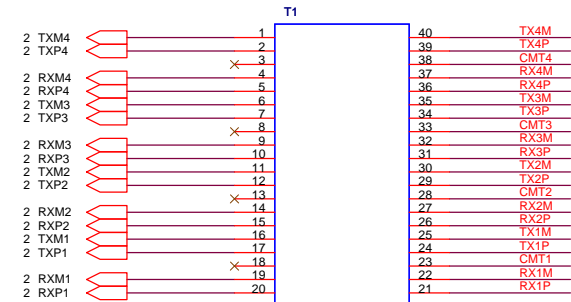 T1
2 TXM4 1 40 TX4M
2 TXP4 2 39 TX4P
3 38 CMT4
2 RXM4 4 37 RX4M
2 RXP4 5 36 RX4P
2 TXM3 6 35 TX3M
2 TXP3 7 34 TX3P
8 33 CMT3
2 RXM3 9 32 RX3M
2 RXP3 10 31 RX3P
2 TXM2 11 30 TX2M
2 TXP2 12 29 TX2P
13 28 CMT2
2 RXM2 14 27 RX2M
2 RXP2 15 26 RX2P
2 TXM1 16 25 TX1M
2 TXP1 17 24 TX1P
18 23 CMT1
2 RXM1 19 22 RX1M
2 RXP1 20 21 RX1P